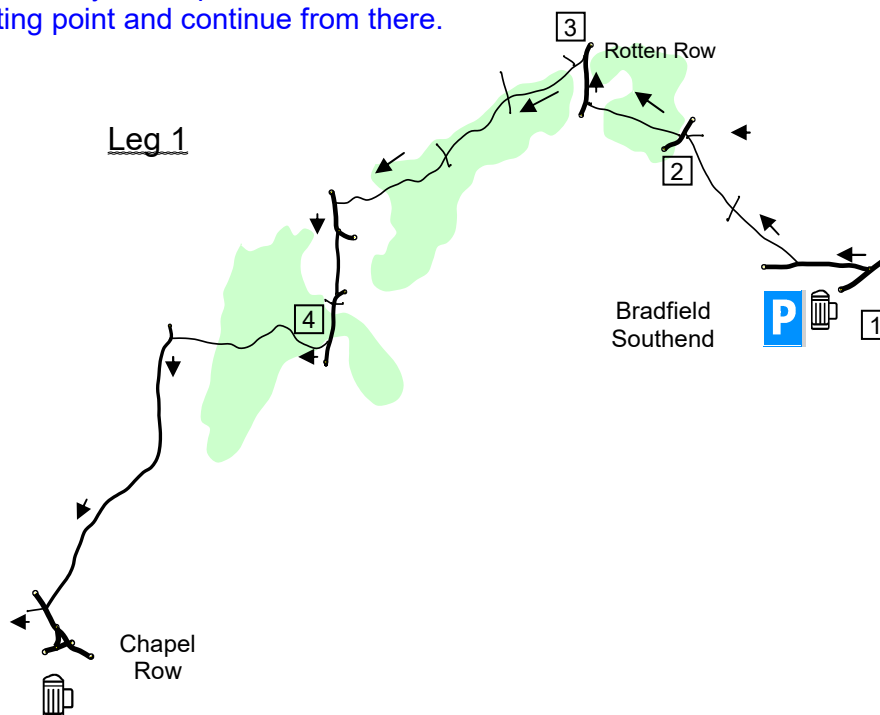 ting point and continue from there.
3
Rotten Row
Leg 1
2
Bradfield
Southend
P
1
4
Chapel
Row